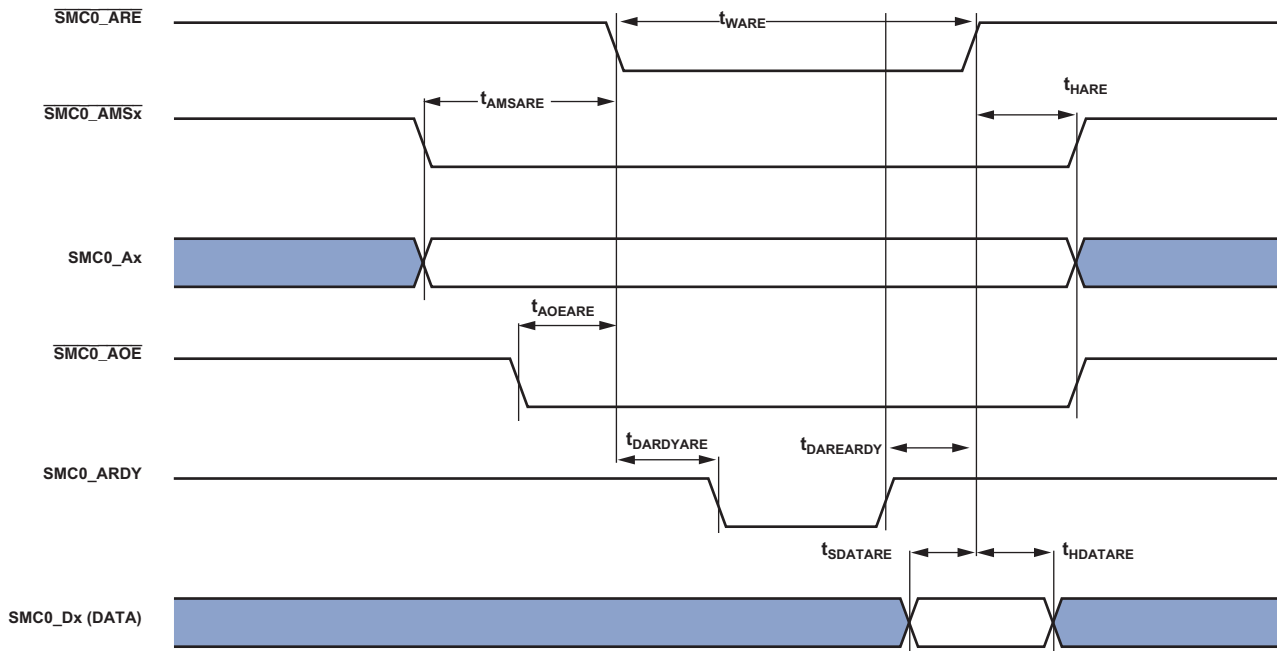 SMC0_ARE
tWARE
SMC0_AMSx
tAMSARE
tHARE
SMC0_Ax
tAOEARE
SMC0_AOE
tDARDYARE
tDAREARDY
SMC0_ARDY
tSDATARE
tHDATARE
SMC0_Dx (DATA)